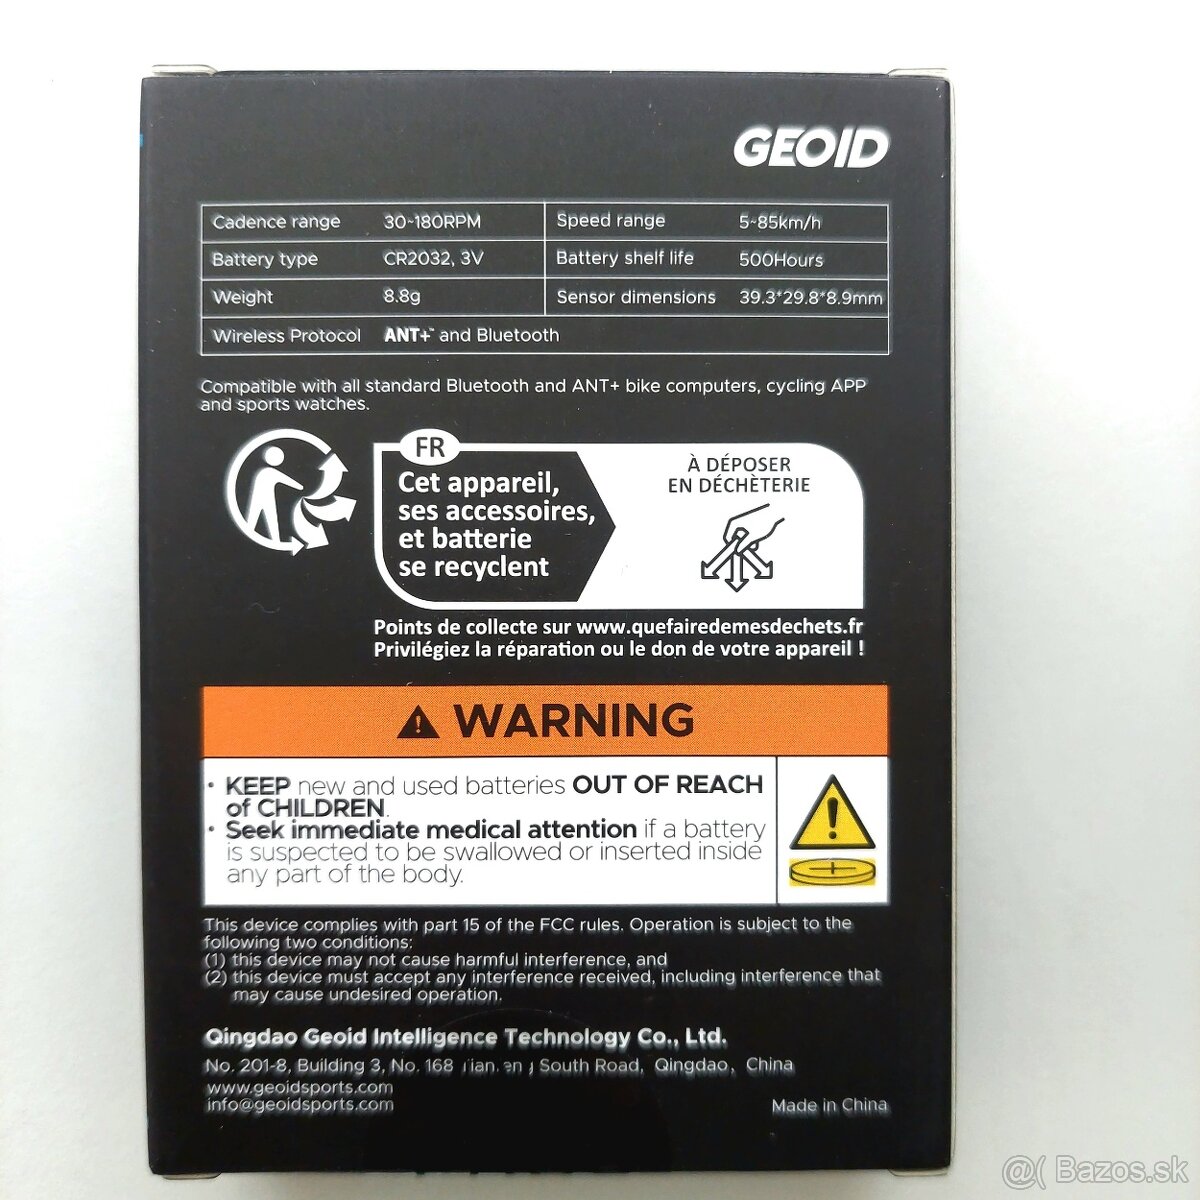 GEOID
Cadence range 30~180RPM Speed range 5~85km/h
Battery type CR2032, 3V Battery shelf life 500Hours
Weight 8.8g Sensor dimensions 39.3*29.8*8.9mm
Wireless Protocol ANT+™ and Bluetooth
Compatible with all standard Bluetooth and ANT+ bike computers, cycling APP
and sports watches.
FR
Cet appareil,
ses accessoires,
et batterie
se recyclent
À DÉPOSER
EN DÉCHÈTERIE
Points de collecte sur www.quefairedemesdechets.fr
Privilégiez la réparation ou le don de votre appareil !
WARNING
• KEEP new and used batteries OUT OF REACH
of CHILDREN.
• Seek immediate medical attention if a battery
is suspected to be swallowed or inserted inside
any part of the body.
This device complies with part 15 of the FCC rules. Operation is subject to the
following two conditions:
(1) this device may not cause harmful interference, and
(2) this device must accept any interference received, including interference that
may cause undesired operation.
Qingdao Geoid Intelligence Technology Co., Ltd.
No. 201-8, Building 3, No. 168 South Road, Qingdao, China
www.geoidsports.com
info@geoidsports.com
Made in China
@( Bazos.sk